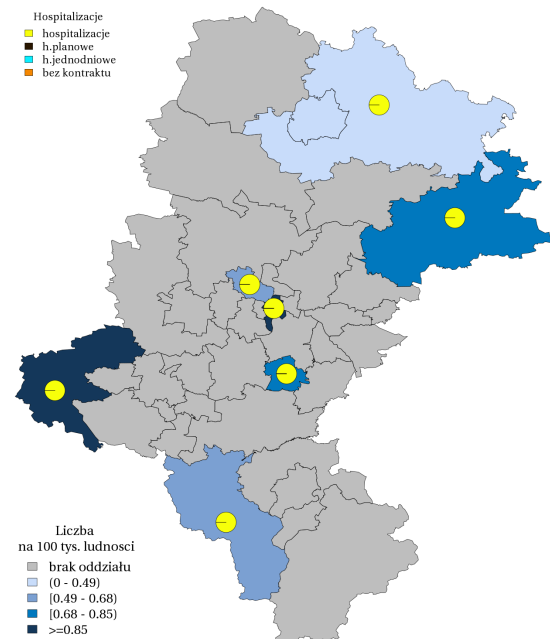 Hospitalizacje
hospitalizacje
h.planowe
h.jednodniowe
bez kontraktu
Liczba
na 100 tys. ludnosci
brak oddziału
(0 - 0.49)
[0.49 - 0.68)
[0.68 - 0.85)
>=0.85